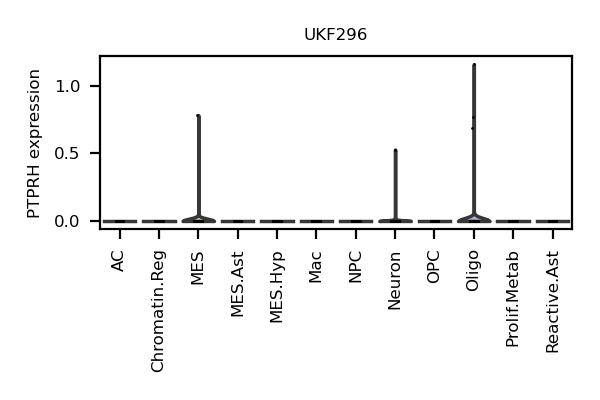 UKF296
PTPRH expression
1.0
0.5
0.0
AC
Chromatin.Reg
MES
MES.Ast
MES.Hyp
Mac
NPC
Neuron
OPC
Oligo
Prolif.Metab
Reactive.Ast